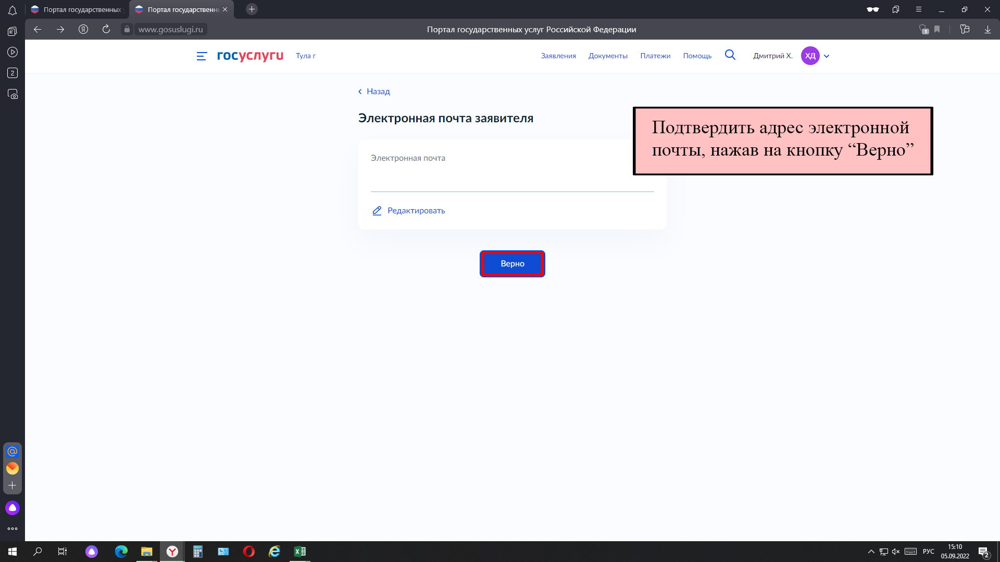 Портал государственных
Портал государственн
www.gosuslugi.ru
Портал государственных услуг Российской Федерации
1
2
госуслуги
Тула г
Заявления
Документы
Платежи
Помощь
Дмитрий Х.
ХД
Назад
Электронная почта заявителя
Подтвердить адрес электронной
почты, нажав на кнопку “Верно”
Электронная почта
Редактировать
Верно
РУС
15:10
05.09.2022
2